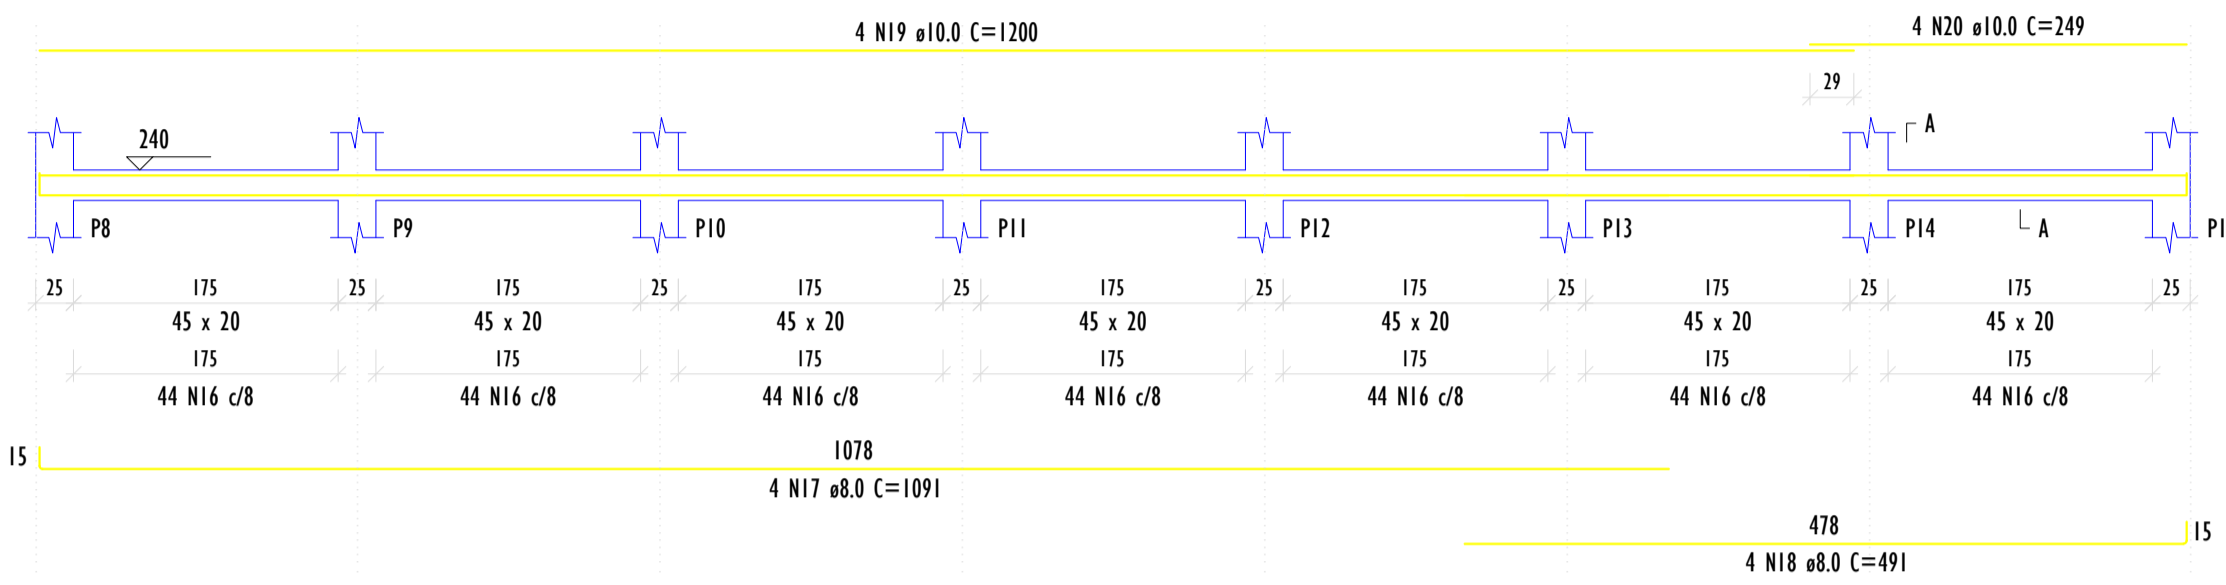 4 N19 ø10.0 C=1200
4 N20 ø10.0 C=249
29
A
240
P8 P9 P10 P11 P12 P13 P14 A P1
25 175 25 175 25 175 25 175 25 175 25 175 25 175 25
45 x 20 45 x 20 45 x 20 45 x 20 45 x 20 45 x 20 45 x 20
175 175 175 175 175 175 175
44 N16 c/8 44 N16 c/8 44 N16 c/8 44 N16 c/8 44 N16 c/8 44 N16 c/8 44 N16 c/8
15 1078
4 N17 ø8.0 C=1091
478 15
4 N18 ø8.0 C=491